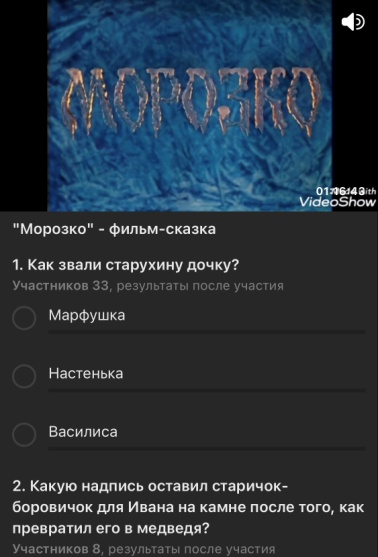 МОРОЗКО
01:16:43
VideoShow
"Морозко" - фильм-сказка
1. Как звали старухину дочку?
Участников 33, результаты после участия
Марфушка
Настенька
Василиса
2. Какую надпись оставил старичок-
боровичок для Ивана на камне после того, как
превратил его в медведя?
Участников 8, результаты после участия